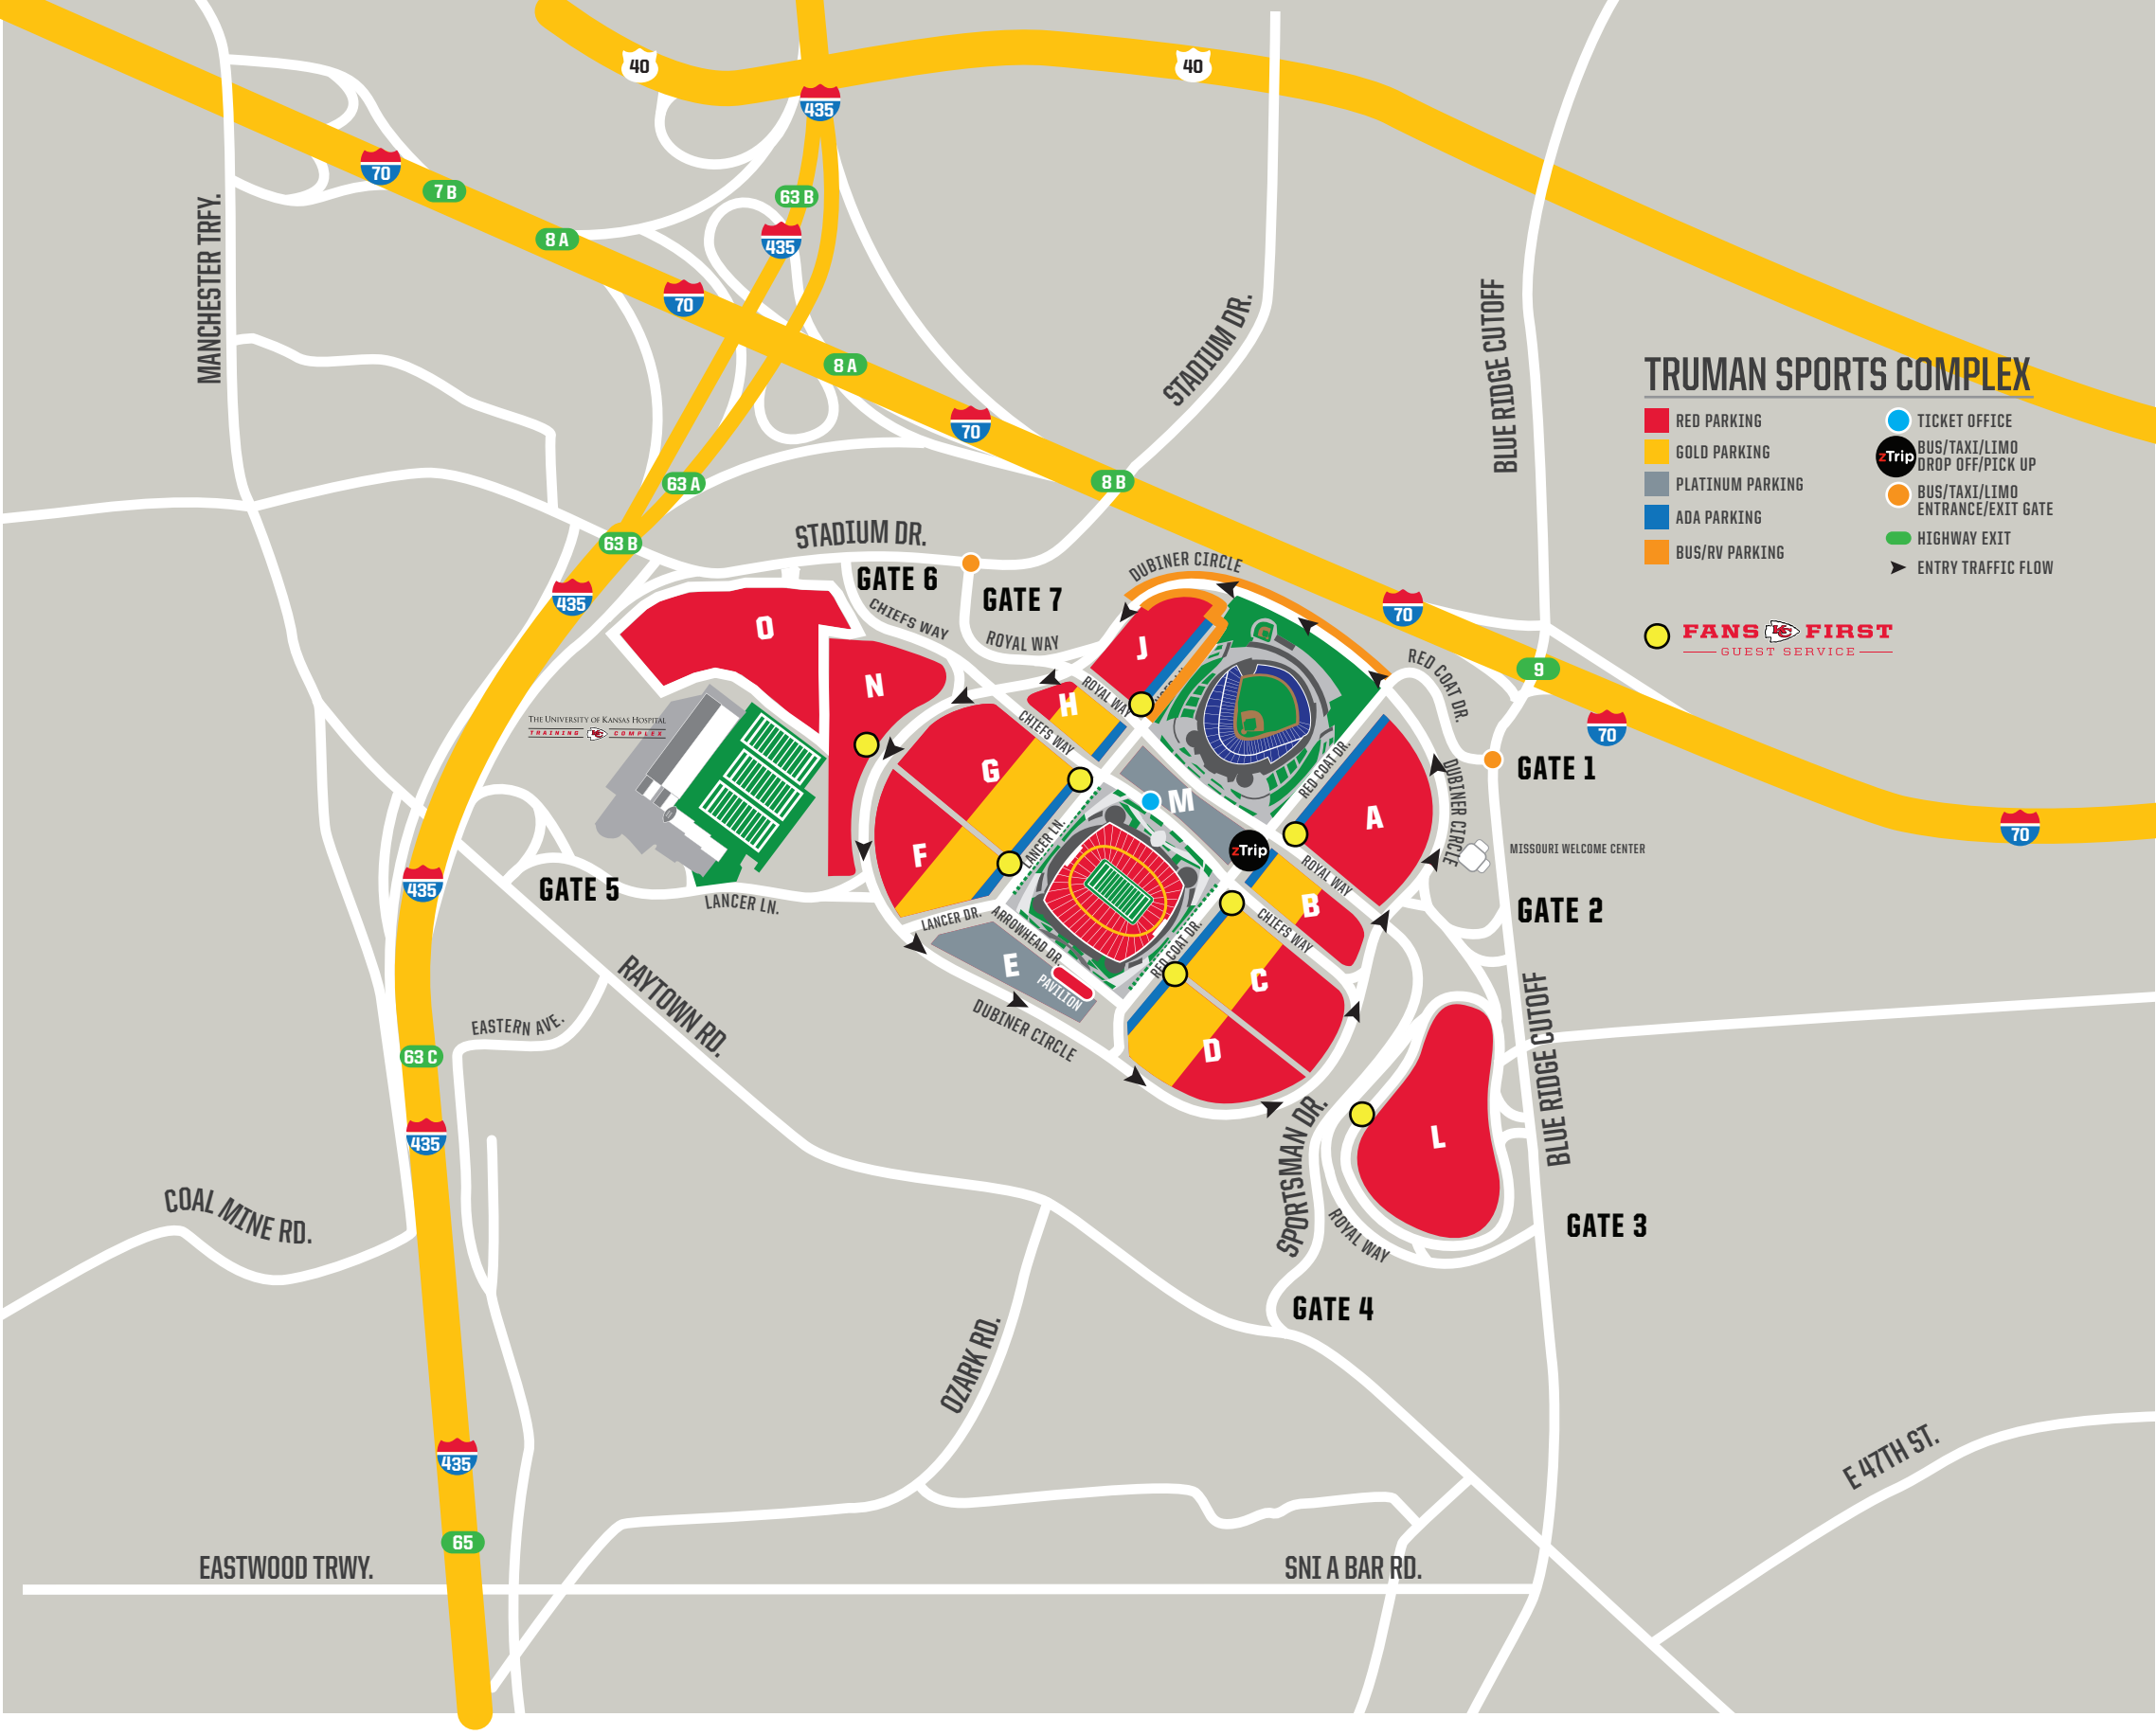 40
40
435
70
7 B
63 B
8 A
435
70
MANCHESTER TRFY.
8 A
STADIUM DR.
BLUE RIDGE CUTOFF
70
63 A
8 B
63 B
STADIUM DR.
435
GATE 6
GATE 7
CHIEFS WAY
ROYAL WAY
DUBINER CIRCLE
70
9
70
TRUMAN SPORTS COMPLEX
RED PARKING
GOLD PARKING
PLATINUM PARKING
ADA PARKING
BUS/RV PARKING
TICKET OFFICE
zTrip
BUS/TAXI/LIMO
DROP OFF/PICK UP
BUS/TAXI/LIMO
ENTRANCE/EXIT GATE
HIGHWAY EXIT
ENTRY TRAFFIC FLOW
FANS KC FIRST
GUEST SERVICE
O
N
J
H
ROYAL WAY
CHIEFS WAY
RED COAT DR.
THE UNIVERSITY OF KANSAS HOSPITAL
TRAINING KC COMPLEX
G
F
M
LANCER LN.
RED COAT DR.
A
DUBINER CIRCLE
GATE 1
MISSOURI WELCOME CENTER
zTrip
ROYAL WAY
B
CHIEFS WAY
GATE 2
435
GATE 5
LANCER LN.
LANCER DR.
ARROWHEAD DR.
E
PAVILION
RED COAT DR.
C
D
DUBINER CIRCLE
70
RAYTOWN RD.
EASTERN AVE.
63 C
435
BLUE RIDGE CUTOFF
L
SPORTSMAN DR.
ROYAL WAY
GATE 3
GATE 4
COAL MINE RD.
OZARK RD.
435
65
E 47TH ST.
EASTWOOD TRWY.
SNI A BAR RD.